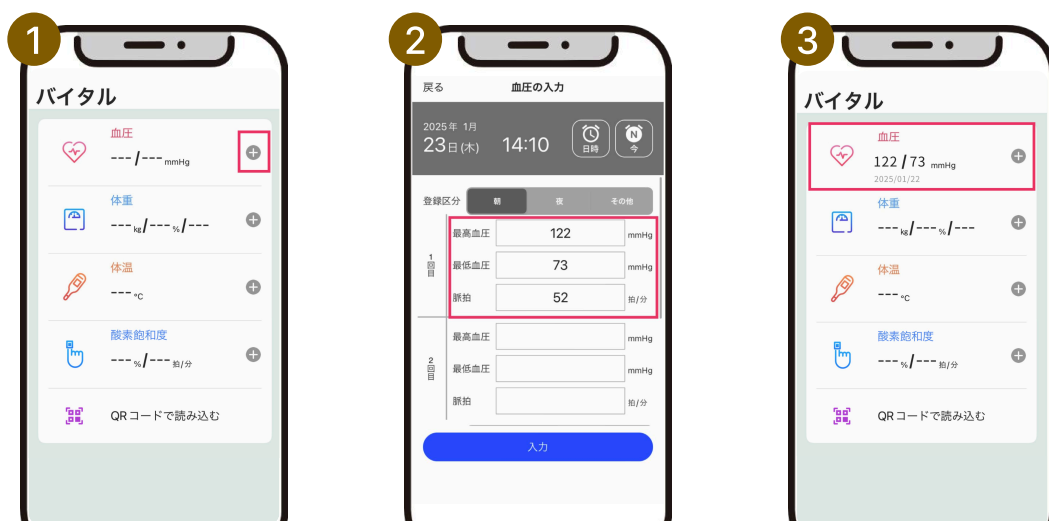 1
バイタル
血圧
--- / --- mmHg
体重
--- kg / --- % / ---
体温
--- °C
酸素飽和度
--- % / --- 拍/分
QRコードで読み込む
2
戻る 血圧の入力
2025年 1月
23日(木) 14:10 日時 N 今
登録区分 朝 夜 その他
1回目
最高血圧 122 mmHg
最低血圧 73 mmHg
脈拍 52 拍/分
2回目
最高血圧 mmHg
最低血圧 mmHg
脈拍 拍/分
入力
3
バイタル
血圧
122 / 73 mmHg
2025/01/22
体重
--- kg / --- % / ---
体温
--- °C
酸素飽和度
--- % / --- 拍/分
QRコードで読み込む